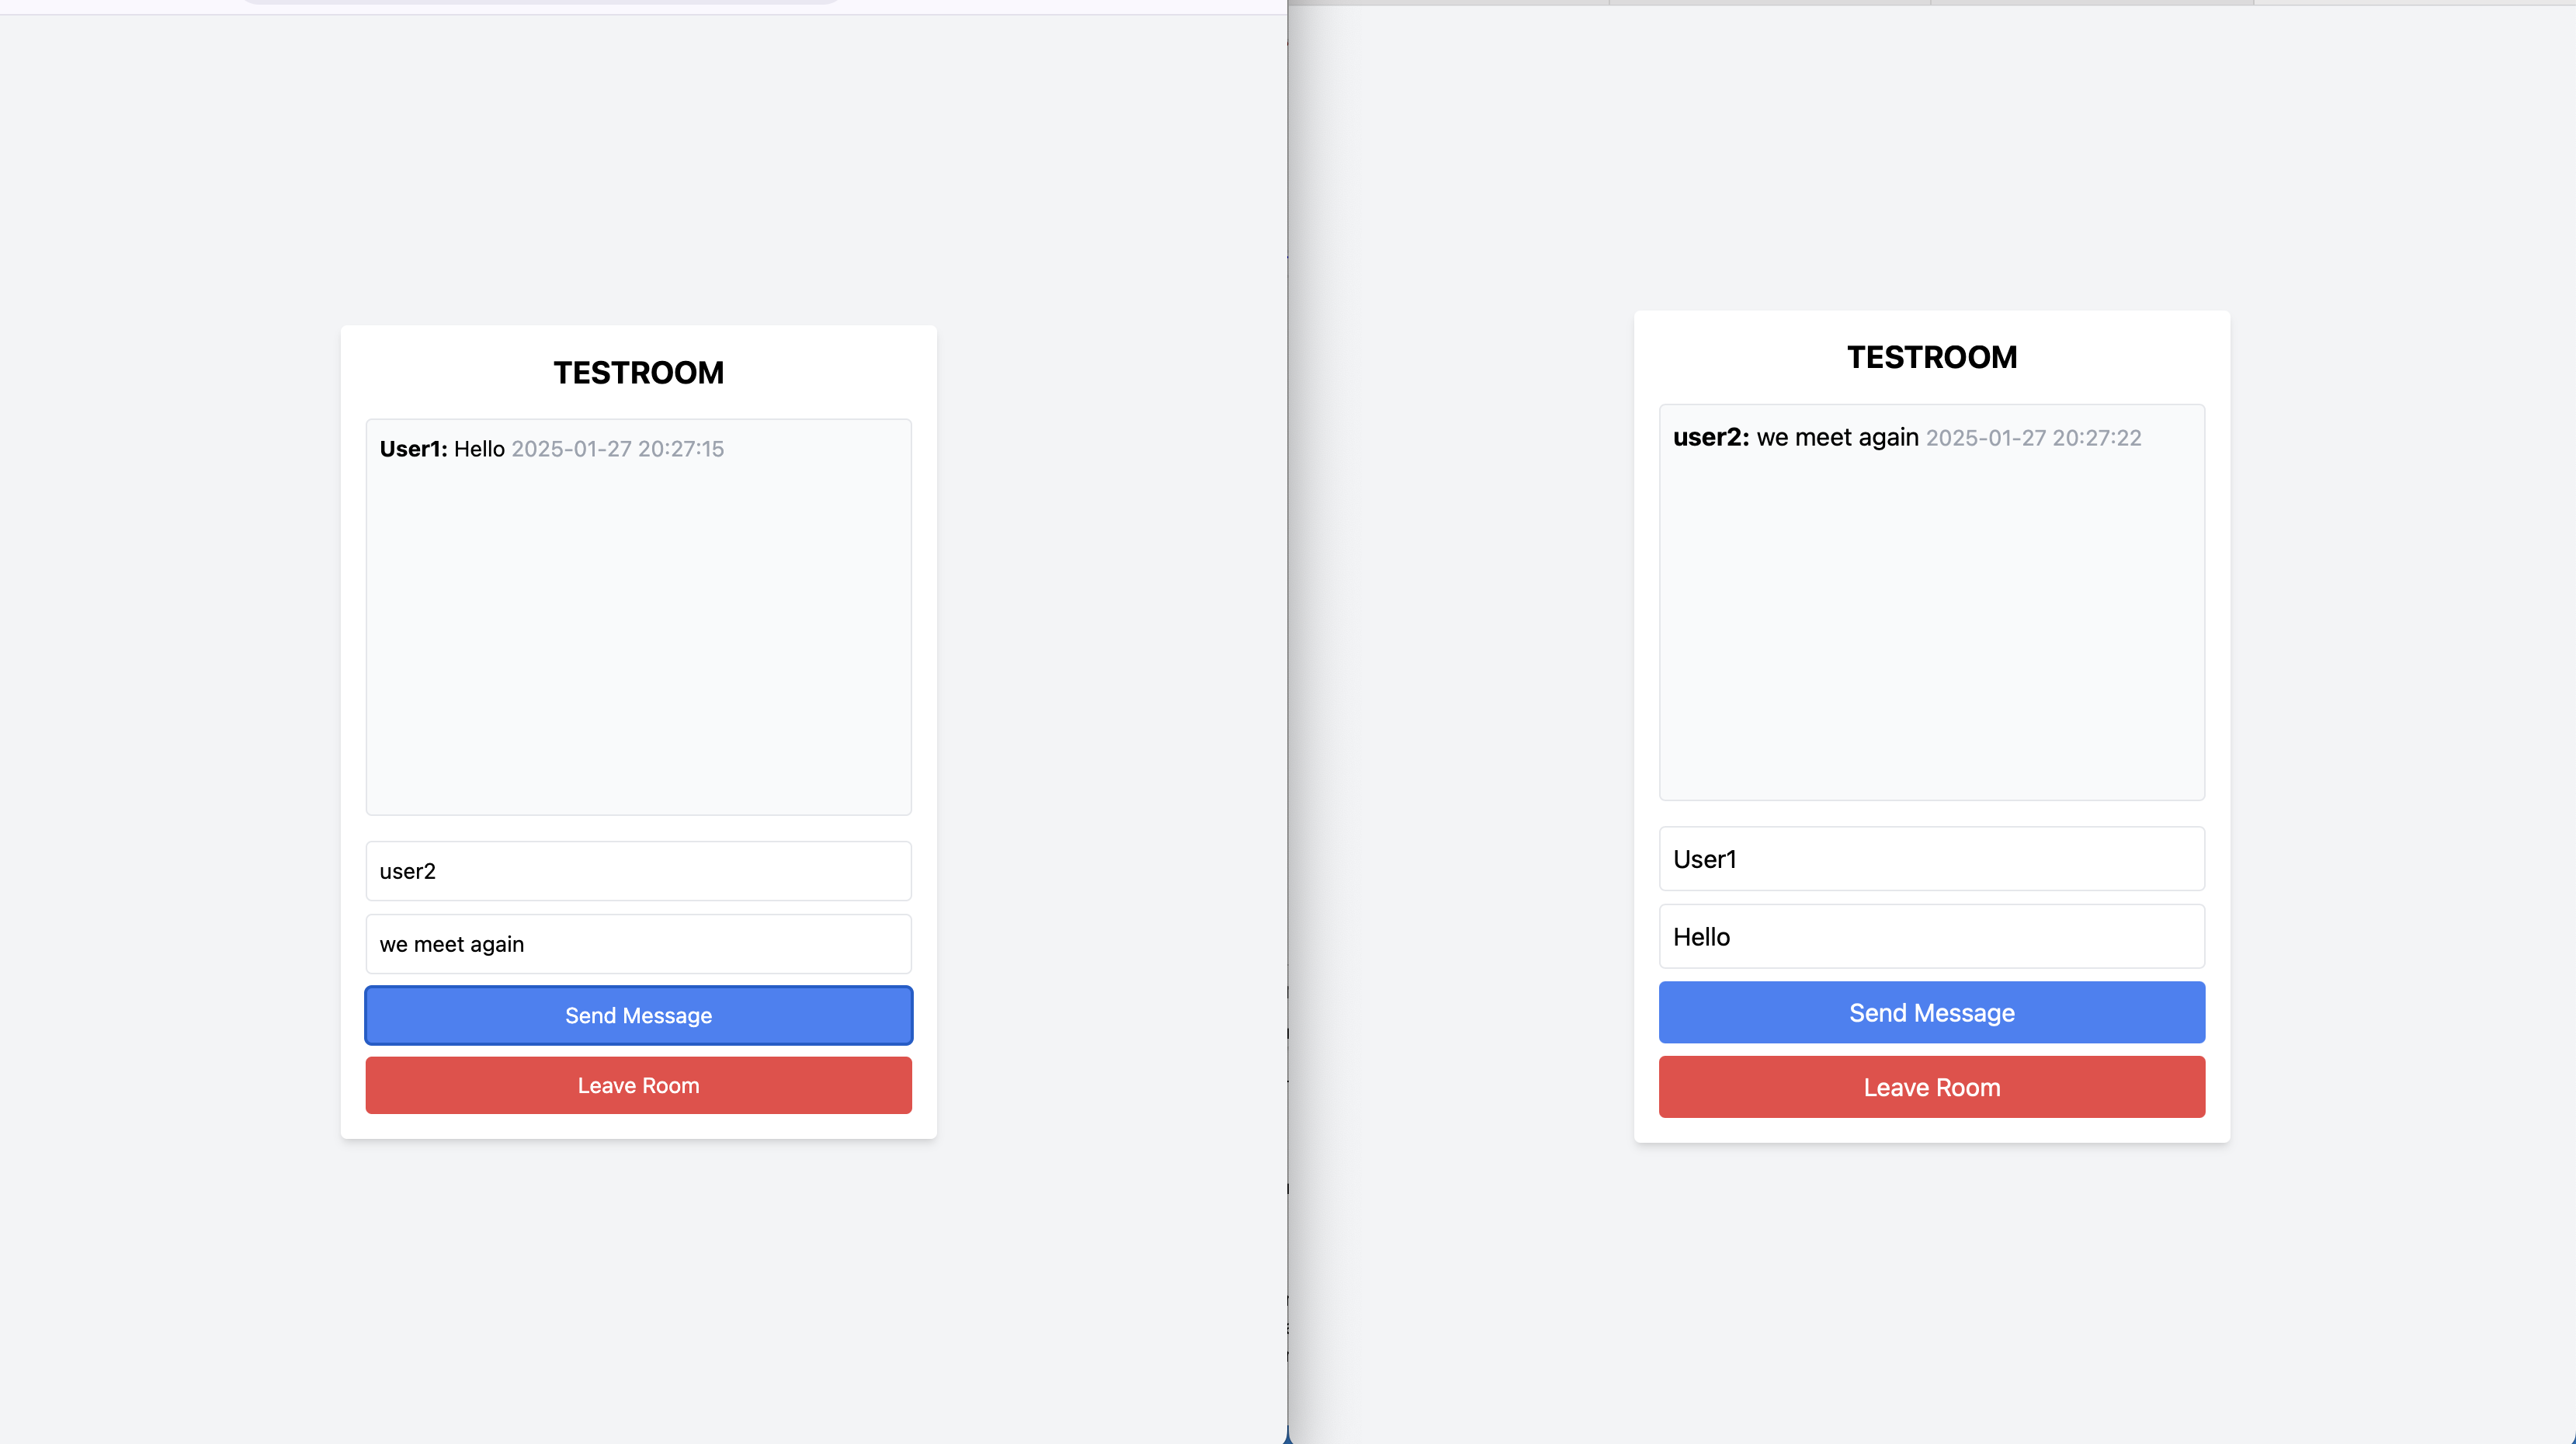 TESTROOM
User1: Hello 2025-01-27 20:27:15
user2
we meet again
Send Message
Leave Room
TESTROOM
user2: we meet again 2025-01-27 20:27:22
User1
Hello
Send Message
Leave Room